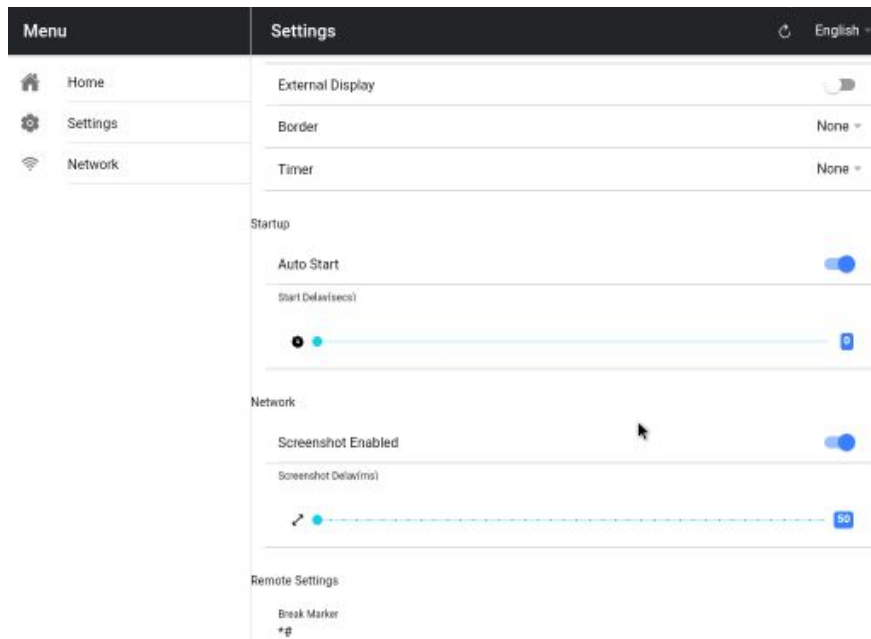 Menu
Settings
English
Home
Settings
Network
External Display
Border
None
Timer
None
Startup
Auto Start
Start Delay(secs)
0
Network
Screenshot Enabled
Screenshot Delay(ms)
50
Remote Settings
Break Marker
*#